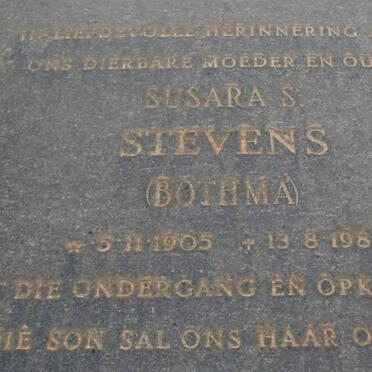 IN LIEFDEVOLLE HERINNERING
ONS DIERBARE MOEDER EN OU
SUSARA S.
STEVENS
(BOTHMA)
☆ 5·11·1905 + 13·8·198
DIE ONDERGANG EN OPK
SON SAL ONS HAAR